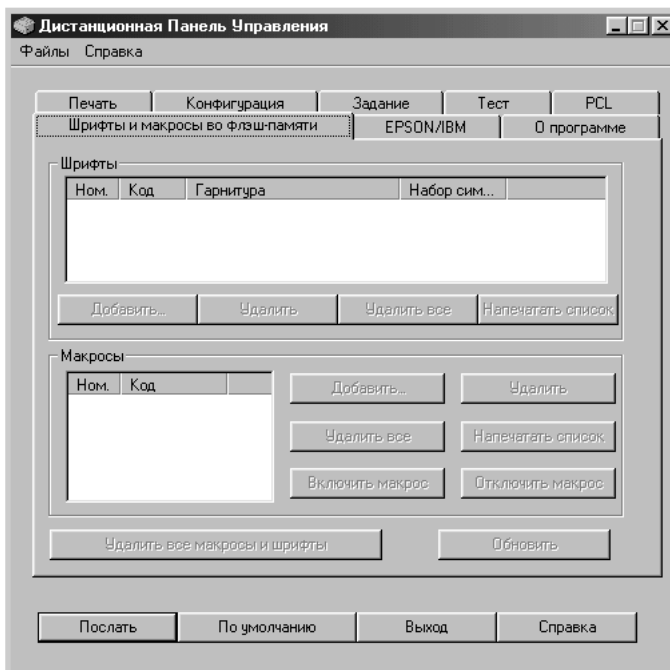 Дистанционная Панель Управления
Файлы Справка
Печать Конфигурация Задание Тест PCL
Шрифты и макросы во флэш-памяти EPSON/IBM О программе
Шрифты
Ном. Код Гарнитура Набор сим...
Добавить... Удалить Удалить все Напечатать список
Макросы
Ном. Код
Добавить... Удалить
Удалить все Напечатать список
Включить макрос Отключить макрос
Удалить все макросы и шрифты Обновить
Послать По умолчанию Выход Справка